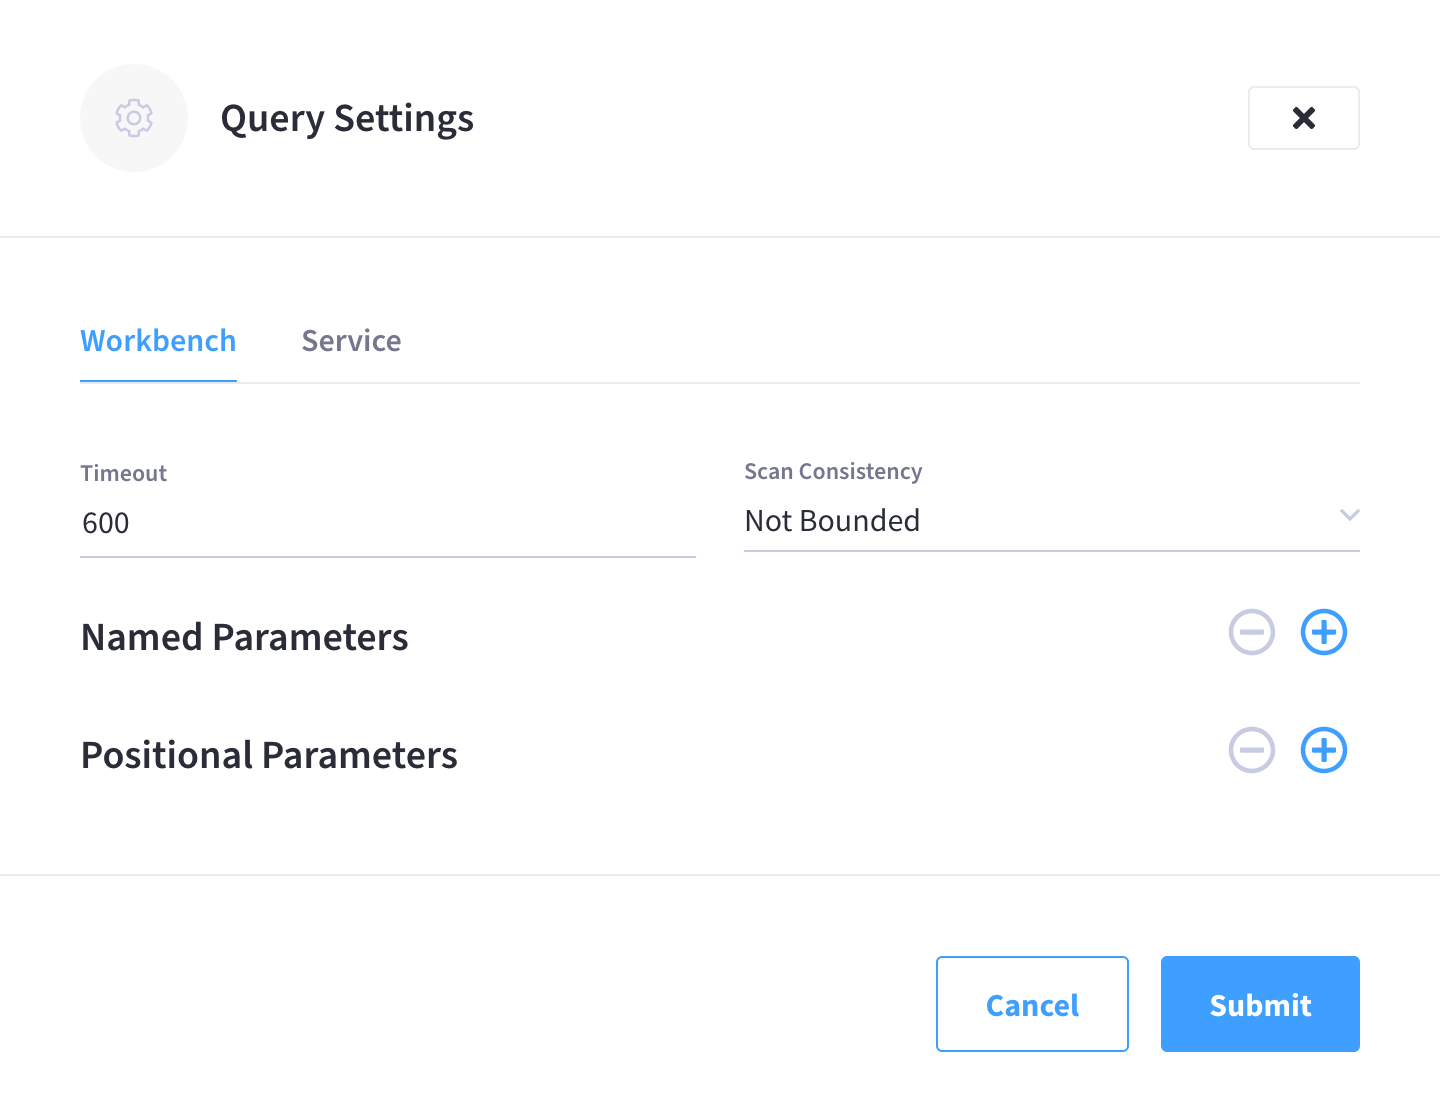 Query Settings
Workbench
Service
Timeout
Scan Consistency
600
Not Bounded
Named Parameters
Positional Parameters
Cancel
Submit